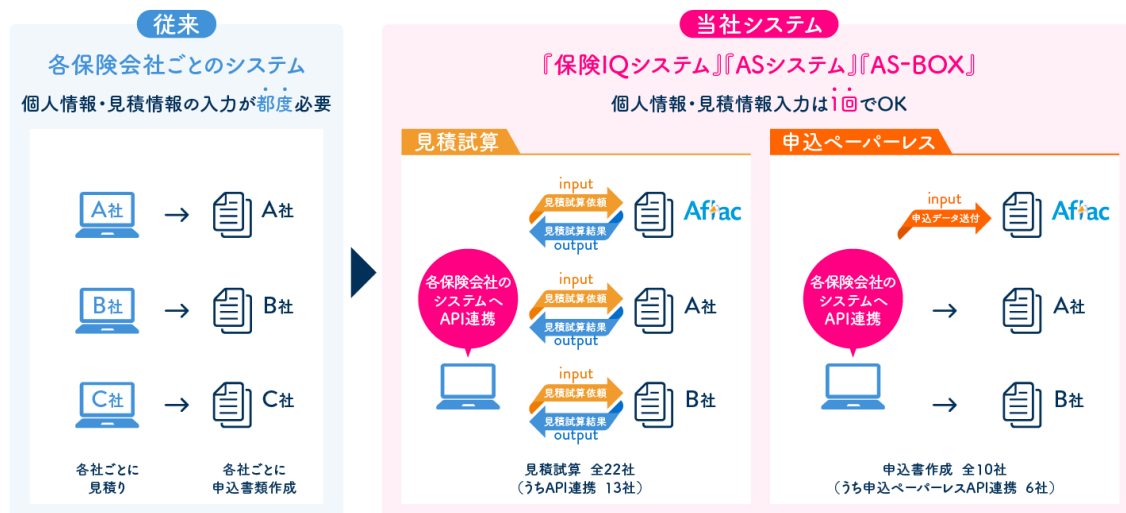 従来
各保険会社ごとのシステム
個人情報・見積情報の入力が都度必要
A社
A社
B社
B社
C社
C社
各社ごとに
見積り
各社ごとに
申込書類作成
当社システム
『保険IQシステム』『ASシステム』『AS-BOX』
個人情報・見積情報入力は1回でOK
見積試算
input
見積試算依頼
見積試算結果
output
Aflac
各保険会社の
システムへ
API連携
input
見積試算依頼
見積試算結果
output
A社
input
見積試算依頼
見積試算結果
output
B社
見積試算 全22社
(うちAPI連携 13社)
申込ペーパーレス
input
申込データ送付
Aflac
各保険会社の
システムへ
API連携
A社
B社
申込書作成 全10社
(うち申込ペーパーレスAPI連携 6社)